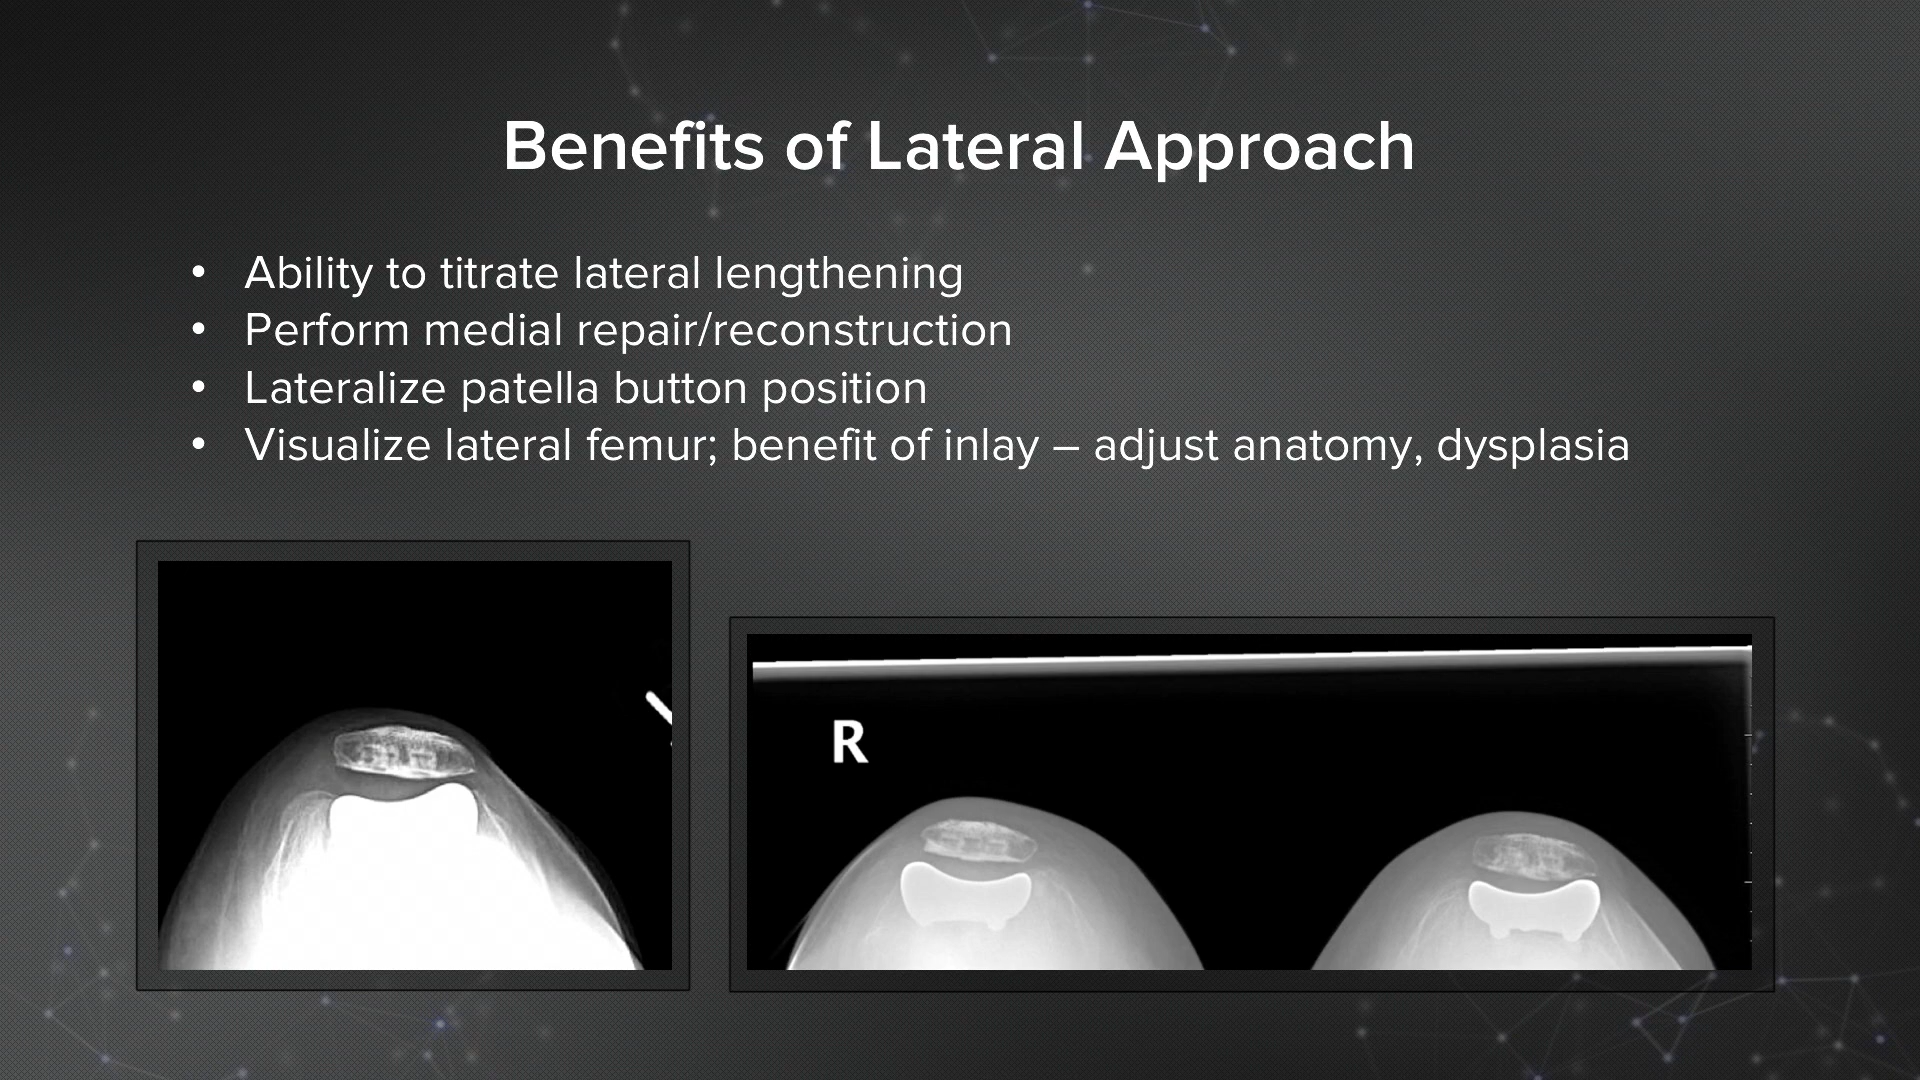 Benefits of Lateral Approach
• Ability to titrate lateral lengthening
• Perform medial repair/reconstruction
• Lateralize patella button position
• Visualize lateral femur; benefit of inlay – adjust anatomy, dysplasia
R